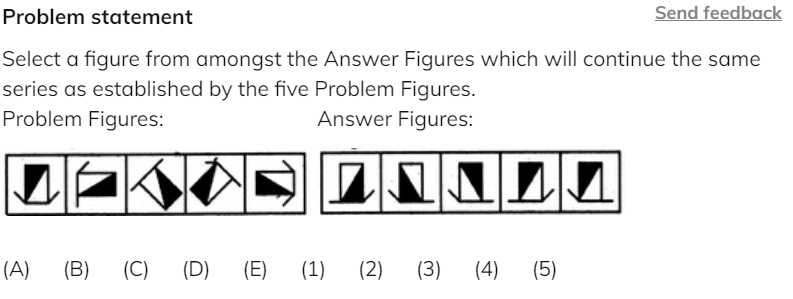 Problem statement
Send feedback
Select a figure from amongst the Answer Figures which will continue the same
series as established by the five Problem Figures.
Problem Figures: Answer Figures:
(A) (B) (C) (D) (E) (1) (2) (3) (4) (5)